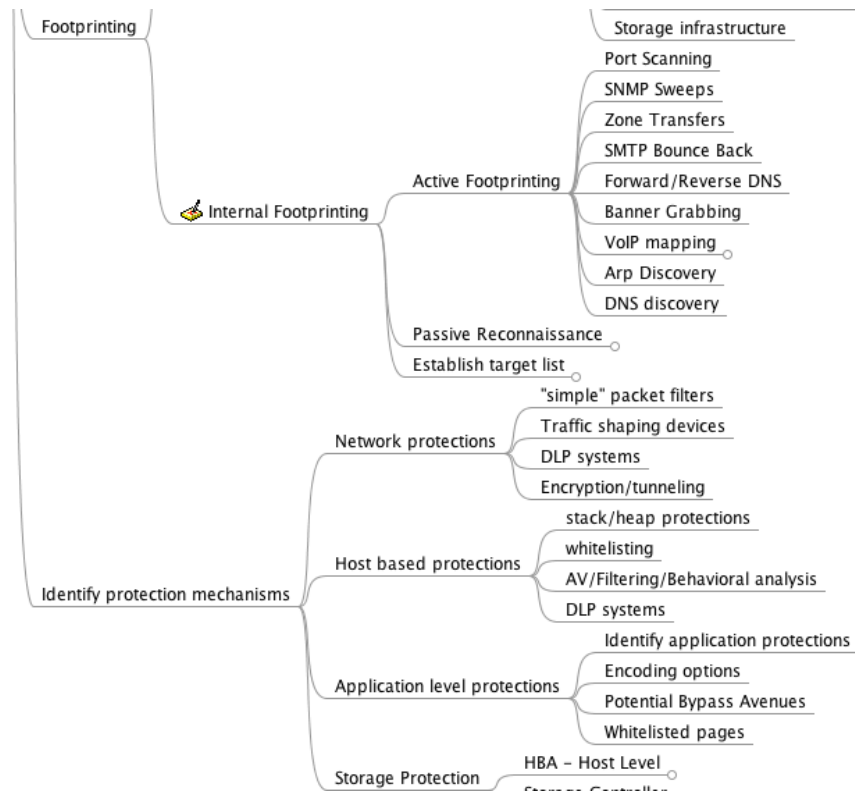 Footprinting
Storage infrastructure
Internal Footprinting
Active Footprinting
Port Scanning
SNMP Sweeps
Zone Transfers
SMTP Bounce Back
Forward/Reverse DNS
Banner Grabbing
VoIP mapping
Arp Discovery
DNS discovery
Passive Reconnaissance
Establish target list
Identify protection mechanisms
Network protections
"simple" packet filters
Traffic shaping devices
DLP systems
Encryption/tunneling
Host based protections
stack/heap protections
whitelisting
AV/Filtering/Behavioral analysis
DLP systems
Application level protections
Identify application protections
Encoding options
Potential Bypass Avenues
Whitelisted pages
Storage Protection
HBA - Host Level
Storage Controller